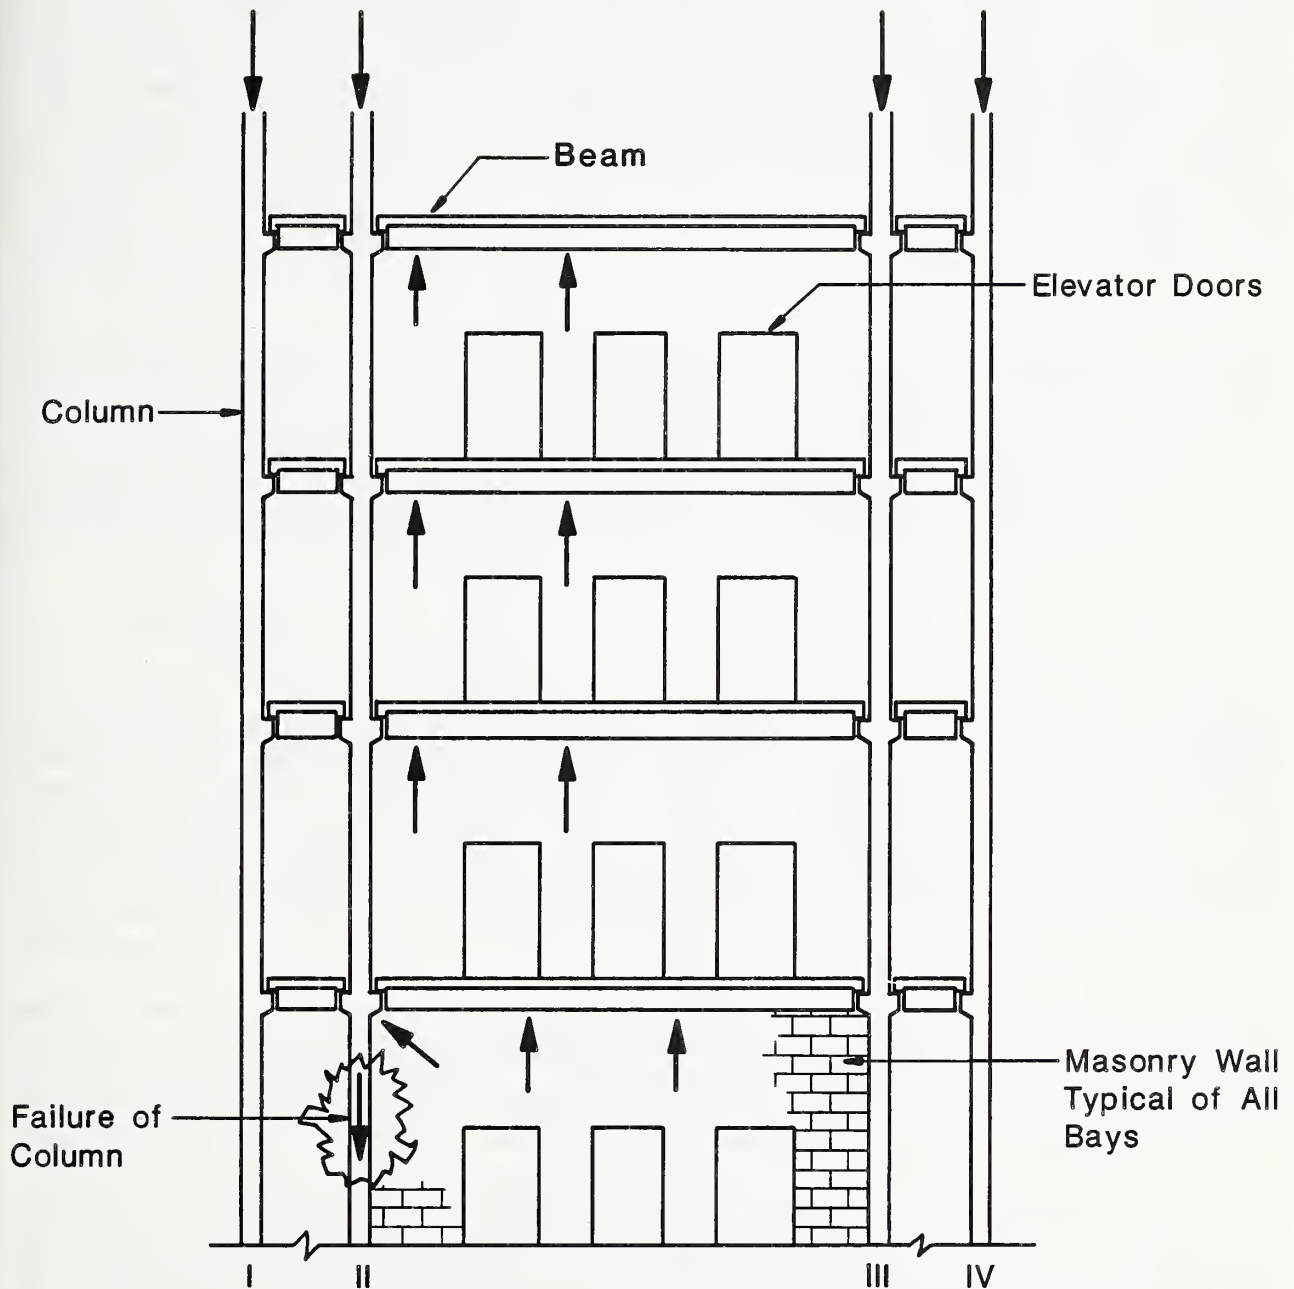 Beam
Elevator Doors
Column
Masonry Wall
Typical of All
Bays
Failure of
Column
I
II
III
IV